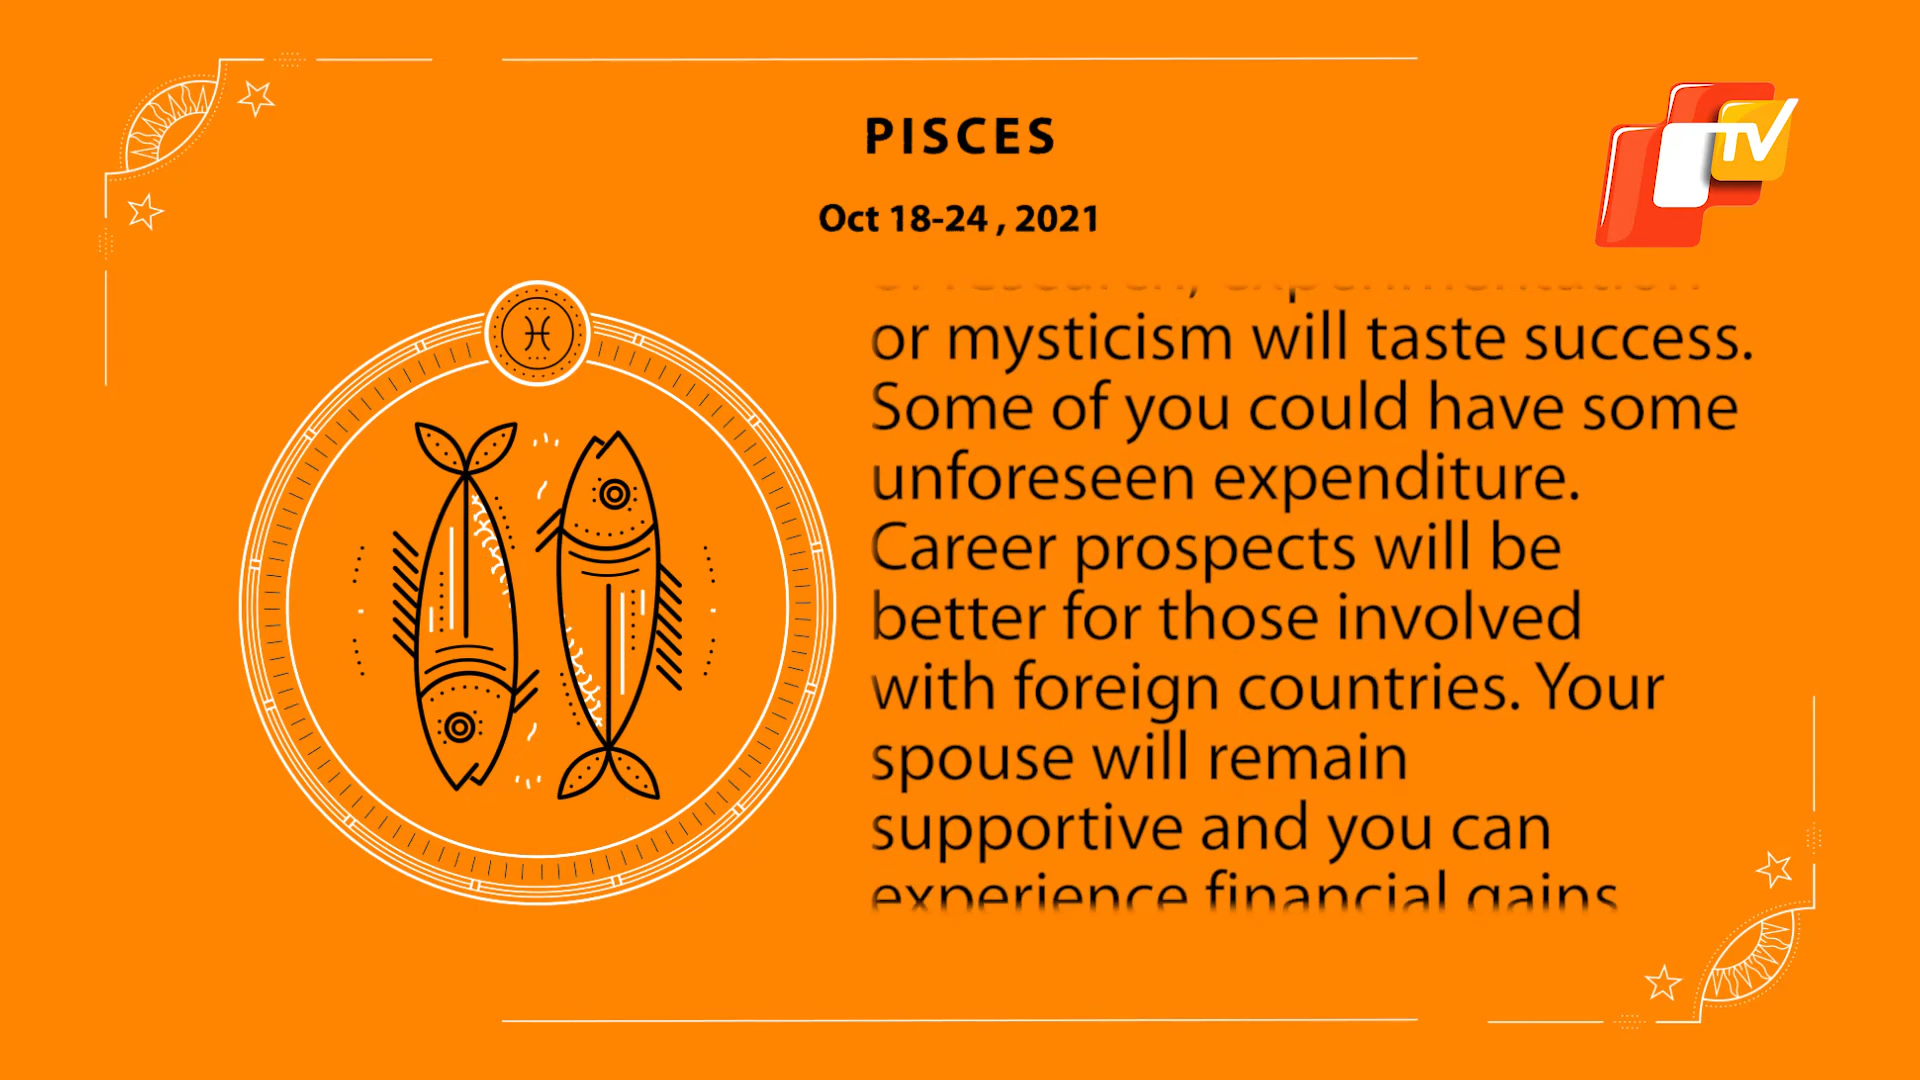 PISCES
TV
Oct 18-24 , 2021
or mysticism will taste success.
Some of you could have some
unforeseen expenditure.
Career prospects will be
better for those involved
with foreign countries. Your
spouse will remain
supportive and you can
experience financial gains